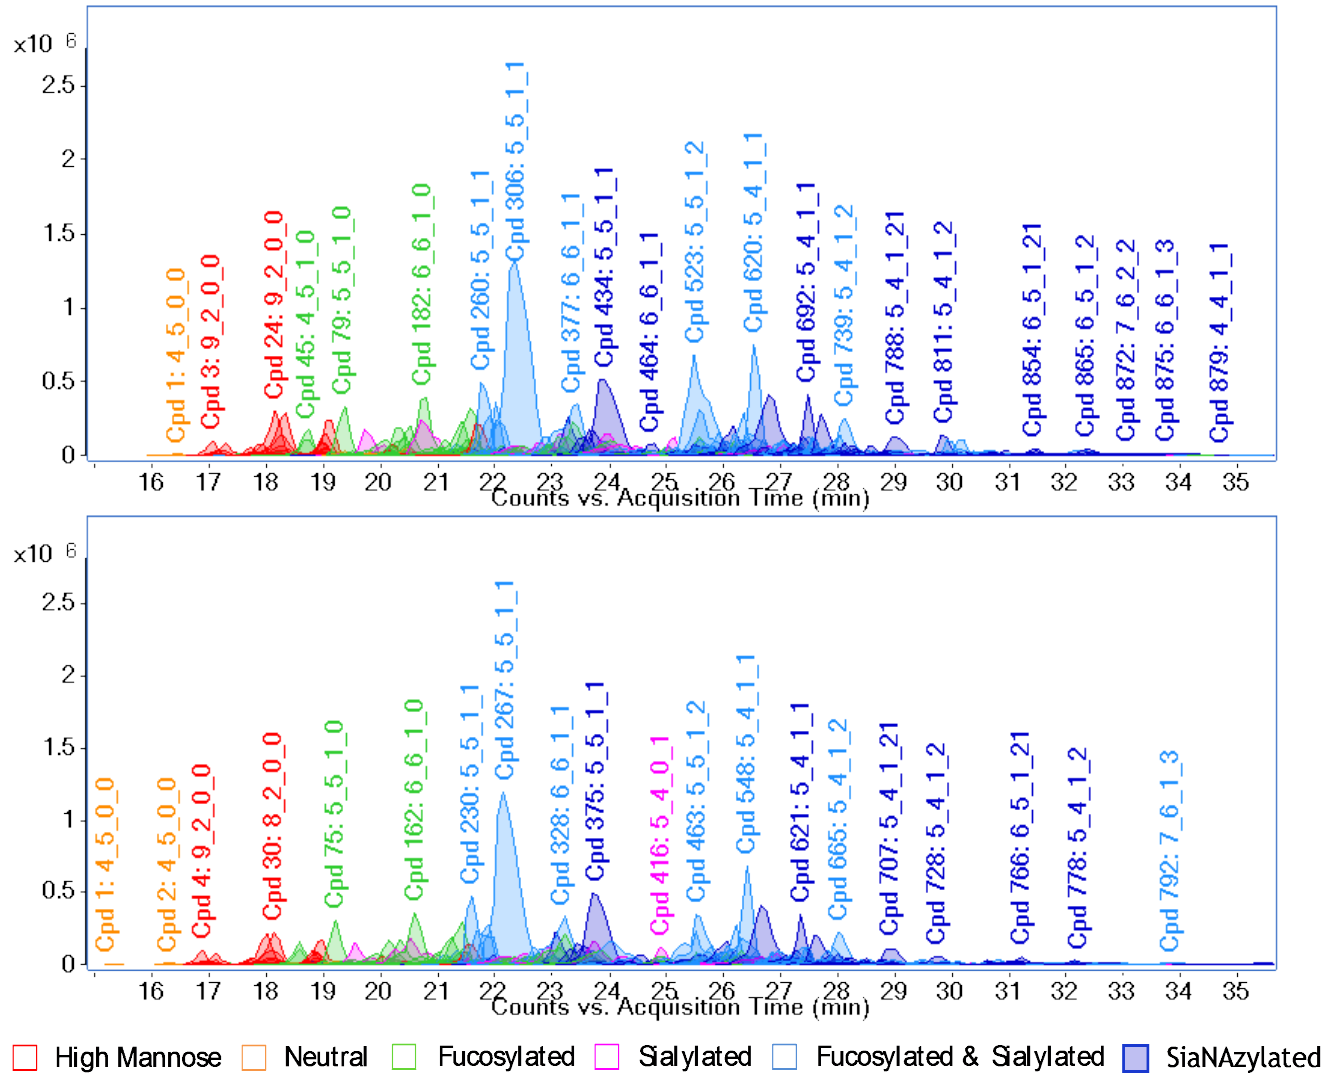 x10 6
2.5
2
1.5
1
0.5
0
Cpd 1: 4_5_0_0
Cpd 3: 9_2_0_0
Cpd 24: 9_2_0_0
Cpd 45: 4_5_1_0
Cpd 79: 5_5_1_0
Cpd 182: 6_6_1_0
Cpd 260: 5_5_1_1
Cpd 306: 5_5_1_1
Cpd 377: 6_6_1_1
Cpd 434: 5_5_1_1
Cpd 464: 6_6_1_1
Cpd 523: 5_5_1_2
Cpd 620: 5_4_1_1
Cpd 692: 5_4_1_1
Cpd 739: 5_4_1_2
Cpd 788: 5_4_1_21
Cpd 811: 5_4_1_2
Cpd 854: 6_5_1_21
Cpd 865: 6_5_1_2
Cpd 872: 7_6_2_2
Cpd 875: 6_6_1_3
Cpd 879: 4_4_1_1
16 17 18 19 20 21 22 23 24 25 26 27 28 29 30 31 32 33 34 35
Counts vs. Acquisition Time (min)
x10 6
2.5
2
1.5
1
0.5
0
Cpd 1: 4_5_0_0
Cpd 2: 4_5_0_0
Cpd 4: 9_2_0_0
Cpd 30: 8_2_0_0
Cpd 75: 5_5_1_0
Cpd 162: 6_6_1_0
Cpd 230: 5_5_1_1
Cpd 267: 5_5_1_1
Cpd 328: 6_6_1_1
Cpd 375: 5_5_1_1
Cpd 416: 5_4_0_1
Cpd 463: 5_5_1_2
Cpd 548: 5_4_1_1
Cpd 621: 5_4_1_1
Cpd 665: 5_4_1_2
Cpd 707: 5_4_1_21
Cpd 728: 5_4_1_2
Cpd 766: 6_5_1_21
Cpd 778: 5_4_1_2
Cpd 792: 7_6_1_3
16 17 18 19 20 21 22 23 24 25 26 27 28 29 30 31 32 33 34 35
Counts vs. Acquisition Time (min)
High Mannose Neutral Fucosylated Sialylated Fucosylated & Sialylated SiaNAzylated